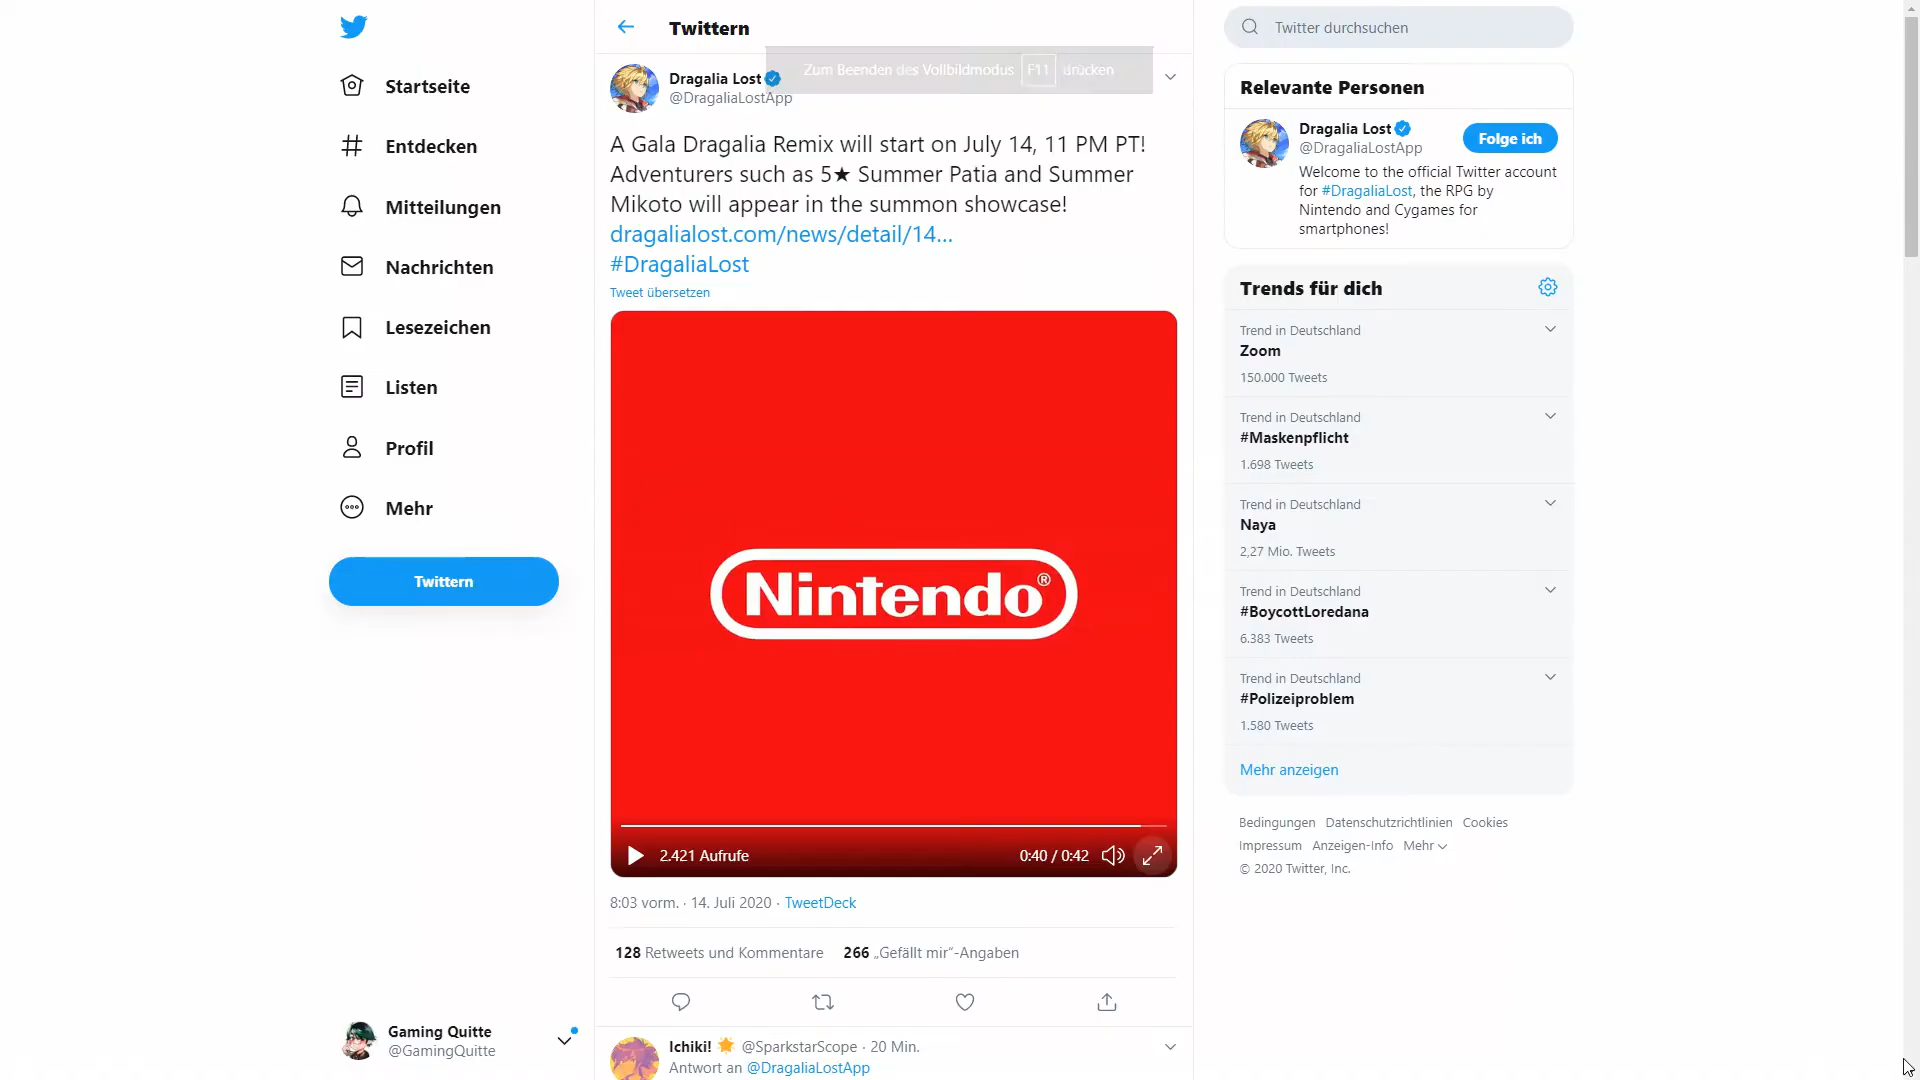 Startseite
Entdecken
Mitteilungen
Nachrichten
Lesezeichen
Listen
Profil
Mehr
Twittern
Gaming Quitte
@GamingQuitte
Twittern
Zum Beenden des Vollbildmodus F11 drücken
Dragalia Lost
@DragaliaLostApp
A Gala Dragalia Remix will start on July 14, 11 PM PT!
Adventurers such as 5★ Summer Patia and Summer
Mikoto will appear in the summon showcase!
dragalialost.com/news/detail/14...
#DragaliaLost
Tweet übersetzen
Nintendo®
2.421 Aufrufe
0:40 / 0:42
8:03 vorm. · 14. Juli 2020 · TweetDeck
128 Retweets und Kommentare 266 „Gefällt mir“-Angaben
Ichiki! @SparkstarScope · 20 Min.
Antwort an @DragaliaLostApp
Twitter durchsuchen
Relevante Personen
Dragalia Lost
@DragaliaLostApp
Folge ich
Welcome to the official Twitter account
for #DragaliaLost, the RPG by
Nintendo and Cygames for
smartphones!
Trends für dich
Trend in Deutschland
Zoom
150.000 Tweets
Trend in Deutschland
#Maskenpflicht
1.698 Tweets
Trend in Deutschland
Naya
2,27 Mio. Tweets
Trend in Deutschland
#BoycottLoredana
6.383 Tweets
Trend in Deutschland
#Polizeiproblem
1.580 Tweets
Mehr anzeigen
Bedingungen Datenschutzrichtlinien Cookies
Impressum Anzeigen-Info Mehr
© 2020 Twitter, Inc.